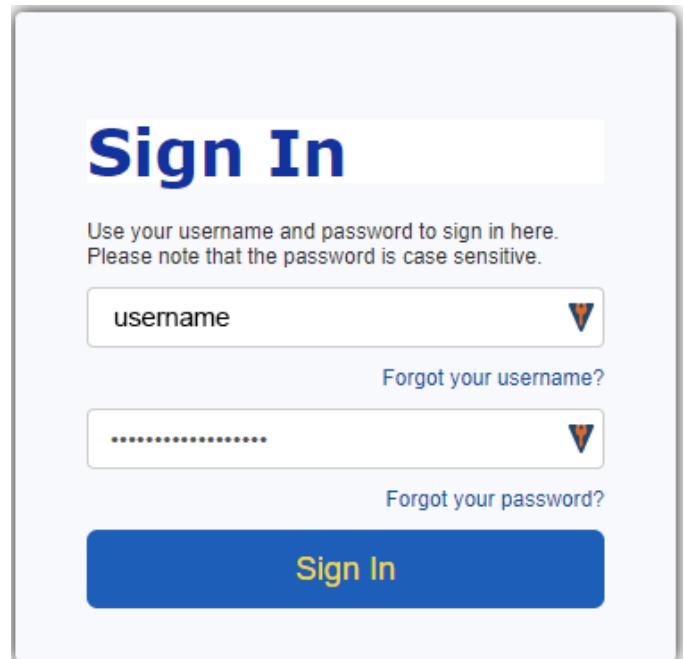 Sign In
Use your username and password to sign in here.
Please note that the password is case sensitive.
username
Forgot your username?
••••••••••••••••••
Forgot your password?
Sign In